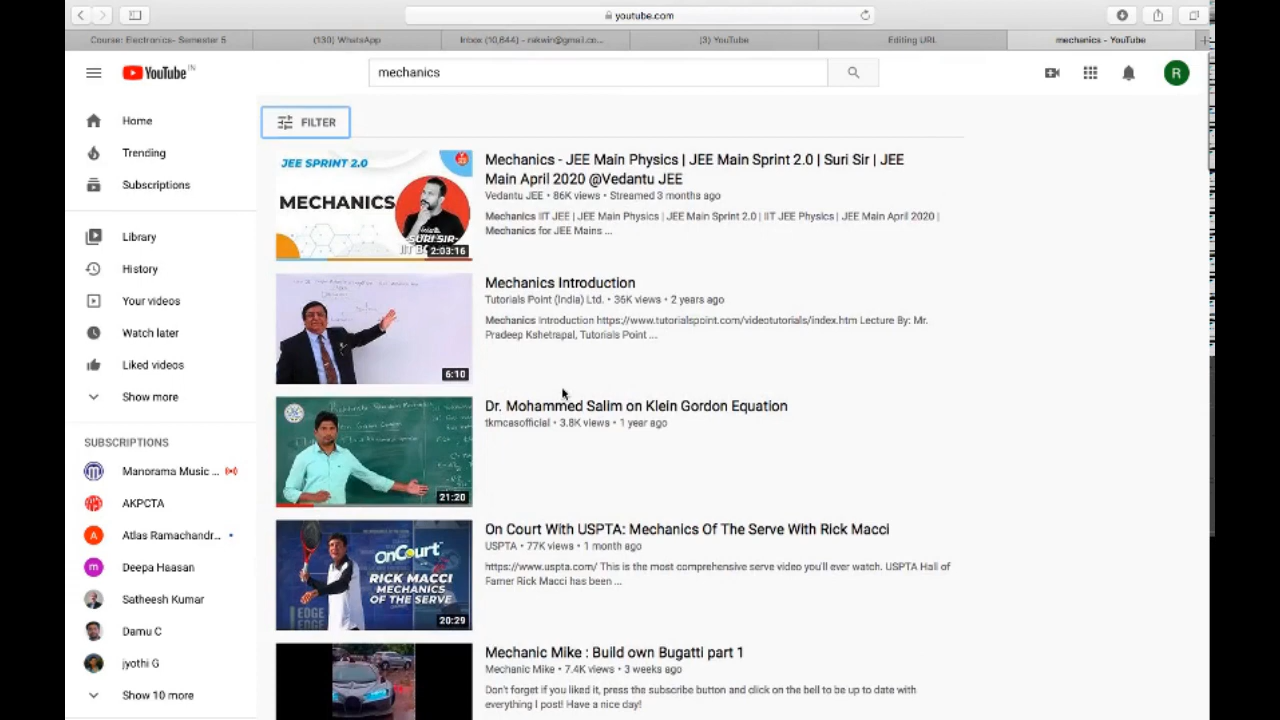 youtube.com
Course: Electronics- Semester 5
(130) WhatsApp
Inbox (10,644) - rakwin@gmail.co...
(3) YouTube
Editing URL
mechanics - YouTube
YouTube IN
mechanics
R
FILTER
Home
Trending
Subscriptions
Library
History
Your videos
Watch later
Liked videos
Show more
SUBSCRIPTIONS
Manorama Music ...
AKPCTA
Atlas Ramachandr...
Deepa Haasan
Satheesh Kumar
Damu C
jyothi G
Show 10 more
JEE SPRINT 2.0
MECHANICS
SURI SIR-
2:03:16
Mechanics - JEE Main Physics | JEE Main Sprint 2.0 | Suri Sir | JEE
Main April 2020 @Vedantu JEE
Vedantu JEE • 86K views • Streamed 3 months ago
Mechanics IIT JEE | JEE Main Physics | JEE Main Sprint 2.0 | IIT JEE Physics | JEE Main April 2020 |
Mechanics for JEE Mains ...
6:10
Mechanics Introduction
Tutorials Point (India) Ltd. • 36K views • 2 years ago
Mechanics Introduction https://www.tutorialspoint.com/videotutorials/index.htm Lecture By: Mr.
Pradeep Kshetrapal, Tutorials Point ...
21:20
Dr. Mohammed Salim on Klein Gordon Equation
tkmcasofficial • 3.8K views • 1 year ago
OnCourt
RICK MACCI
MECHANICS
OF THE SERVE
EDGE
20:29
On Court With USPTA: Mechanics Of The Serve With Rick Macci
USPTA • 77K views • 1 month ago
https://www.uspta.com/ This is the most comprehensive serve video you'll ever watch. USPTA Hall of
Famer Rick Macci has been ...
Mechanic Mike : Build own Bugatti part 1
Mechanic Mike • 7.4K views • 3 weeks ago
Don't forget if you liked it, press the subscribe button and click on the bell to be up to date with
everything I post! Have a nice day!